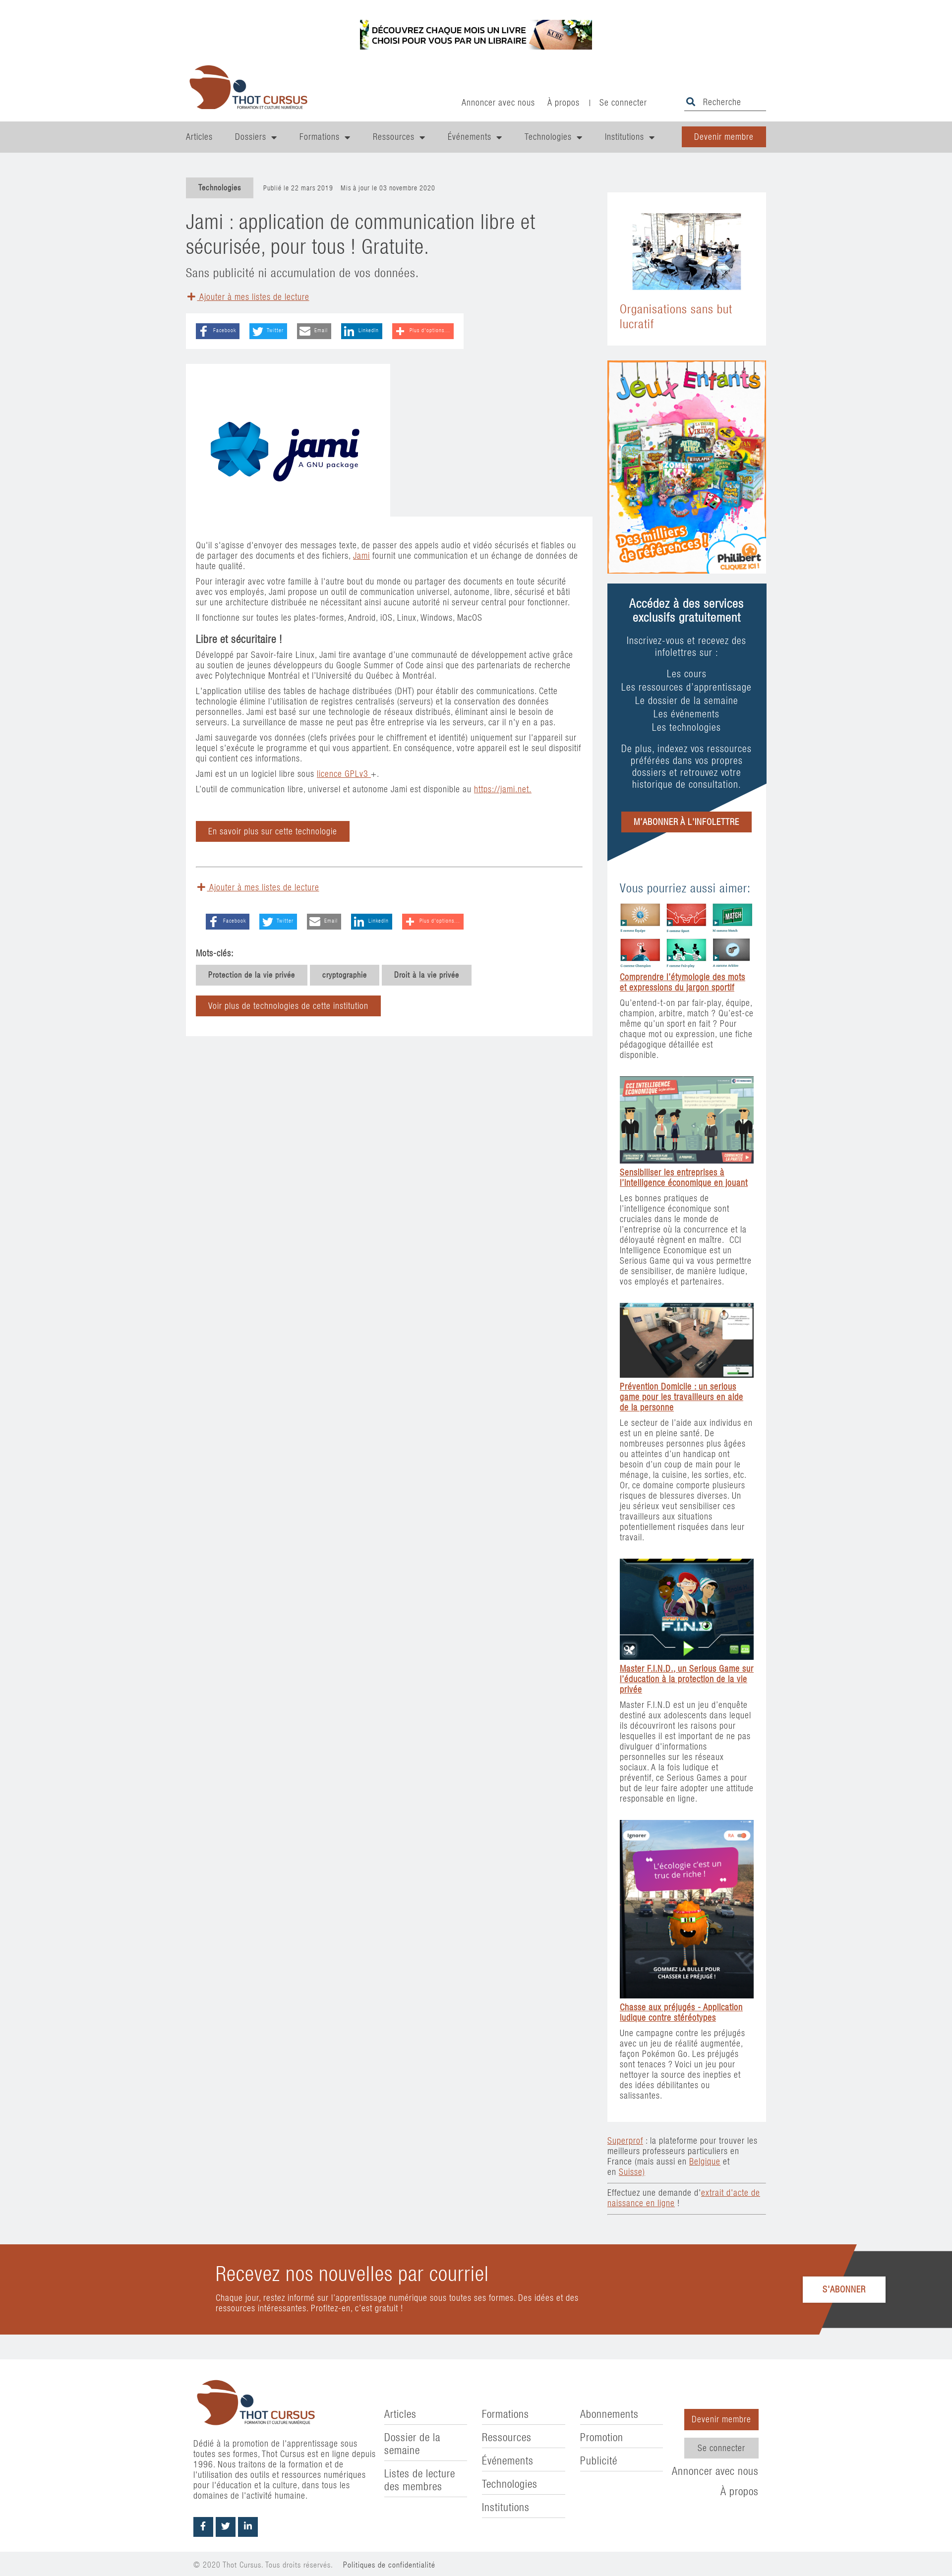 DÉCOUVREZ CHAQUE MOIS UN LIVRE
CHOISI POUR VOUS PAR UN LIBRAIRE
KUBE
THOT CURSUS
FORMATION ET CULTURE NUMÉRIQUE
Annoncer avec nous
À propos
|
Se connecter
Recherche
Articles
Dossiers
Formations
Ressources
Événements
Technologies
Institutions
Devenir membre
Technologies
Publié le 22 mars 2019
Mis à jour le 03 novembre 2020
Jami : application de communication libre et
sécurisée, pour tous ! Gratuite.
Sans publicité ni accumulation de vos données.
Ajouter à mes listes de lecture
Facebook
Twitter
Email
LinkedIn
Plus d'options...
jami
A GNU package
Qu'il s'agisse d'envoyer des messages texte, de passer des appels audio et vidéo sécurisés et fiables ou
de partager des documents et des fichiers, Jami fournit une communication et un échange de données de
haute qualité.
Pour interagir avec votre famille à l'autre bout du monde ou partager des documents en toute sécurité
avec vos employés, Jami propose un outil de communication universel, autonome, libre, sécurisé et bâti
sur une architecture distribuée ne nécessitant ainsi aucune autorité ni serveur central pour fonctionner.
Il fonctionne sur toutes les plates-formes, Android, iOS, Linux, Windows, MacOS
Libre et sécuritaire !
Développé par Savoir-faire Linux, Jami tire avantage d'une communauté de développement active grâce
au soutien de jeunes développeurs du Google Summer of Code ainsi que des partenariats de recherche
avec Polytechnique Montréal et l'Université du Québec à Montréal.
L'application utilise des tables de hachage distribuées (DHT) pour établir des communications. Cette
technologie élimine l'utilisation de registres centralisés (serveurs) et la conservation des données
personnelles. Jami est basé sur une technologie de réseaux distribués, éliminant ainsi le besoin de
serveurs. La surveillance de masse ne peut pas être entreprise via les serveurs, car il n'y en a pas.
Jami sauvegarde vos données (clefs privées pour le chiffrement et identité) uniquement sur l'appareil sur
lequel s'exécute le programme et qui vous appartient. En conséquence, votre appareil est le seul dispositif
qui contient ces informations.
Jami est un un logiciel libre sous licence GPLv3 +.
L'outil de communication libre, universel et autonome Jami est disponible au https://jami.net.
En savoir plus sur cette technologie
Ajouter à mes listes de lecture
Facebook
Twitter
Email
LinkedIn
Plus d'options...
Mots-clés:
Protection de la vie privée
cryptographie
Droit à la vie privée
Voir plus de technologies de cette institution
Organisations sans but
lucratif
Jeux Enfants
Des milliers
de références !
Philibert
CLIQUEZ ICI !
Accédez à des services
exclusifs gratuitement
Inscrivez-vous et recevez des
infolettres sur :
Les cours
Les ressources d'apprentissage
Le dossier de la semaine
Les événements
Les technologies
De plus, indexez vos ressources
préférées dans vos propres
dossiers et retrouvez votre
historique de consultation.
M'ABONNER À L'INFOLETTRE
Vous pourriez aussi aimer:
MATCH
Comprendre l'étymologie des mots
et expressions du jargon sportif
Qu'entend-t-on par fair-play, équipe,
champion, arbitre, match ? Qu'est-ce
même qu'un sport en fait ? Pour
chaque mot ou expression, une fiche
pédagogique détaillée est
disponible.
CCI INTELLIGENCE
ECONOMIQUE
Sensibiliser les entreprises à
l'intelligence économique en jouant
Les bonnes pratiques de
l'intelligence économique sont
cruciales dans le monde de
l'entreprise où la concurrence et la
déloyauté règnent en maître. CCI
Intelligence Economique est un
Serious Game qui va vous permettre
de sensibiliser, de manière ludique,
vos employés et partenaires.
Prévention Domicile : un serious
game pour les travailleurs en aide
de la personne
Le secteur de l'aide aux individus en
est un en pleine santé. De
nombreuses personnes plus âgées
ou atteintes d'un handicap ont
besoin d'un coup de main pour le
ménage, la cuisine, les sorties, etc.
Or, ce domaine comporte plusieurs
risques de blessures diverses. Un
jeu sérieux veut sensibiliser ces
travailleurs aux situations
potentiellement risquées dans leur
travail.
MASTER
F.I.N.D
Master F.I.N.D., un Serious Game sur
l'éducation à la protection de la vie
privée
Master F.I.N.D est un jeu d'enquête
destiné aux adolescents dans lequel
ils découvriront les raisons pour
lesquelles il est important de ne pas
divulguer d'informations
personnelles sur les réseaux
sociaux. A la fois ludique et
préventif, ce Serious Games a pour
but de leur faire adopter une attitude
responsable en ligne.
Ignorer
RA
L'écologie c'est un
truc de riche !
GOMMEZ LA BULLE POUR
CHASSER LE PRÉJUGÉ !
Chasse aux préjugés - Application
ludique contre stéréotypes
Une campagne contre les préjugés
avec un jeu de réalité augmentée,
façon Pokémon Go. Les préjugés
sont tenaces ? Voici un jeu pour
nettoyer la source des inepties et
des idées débilitantes ou
salissantes.
Superprof : la plateforme pour trouver les
meilleurs professeurs particuliers en
France (mais aussi en Belgique et
en Suisse)
Effectuez une demande d'extrait d'acte de
naissance en ligne !
Recevez nos nouvelles par courriel
Chaque jour, restez informé sur l'apprentissage numérique sous toutes ses formes. Des idées et des
ressources intéressantes. Profitez-en, c'est gratuit !
S'ABONNER
THOT CURSUS
FORMATION ET CULTURE NUMÉRIQUE
Dédié à la promotion de l'apprentissage sous
toutes ses formes, Thot Cursus est en ligne depuis
1996. Nous traitons de la formation et de
l'utilisation des outils et ressources numériques
pour l'éducation et la culture, dans tous les
domaines de l'activité humaine.
Articles
Dossier de la
semaine
Listes de lecture
des membres
Formations
Ressources
Événements
Technologies
Institutions
Abonnements
Promotion
Publicité
Devenir membre
Se connecter
Annoncer avec nous
À propos
© 2020 Thot Cursus. Tous droits réservés.
Politiques de confidentialité